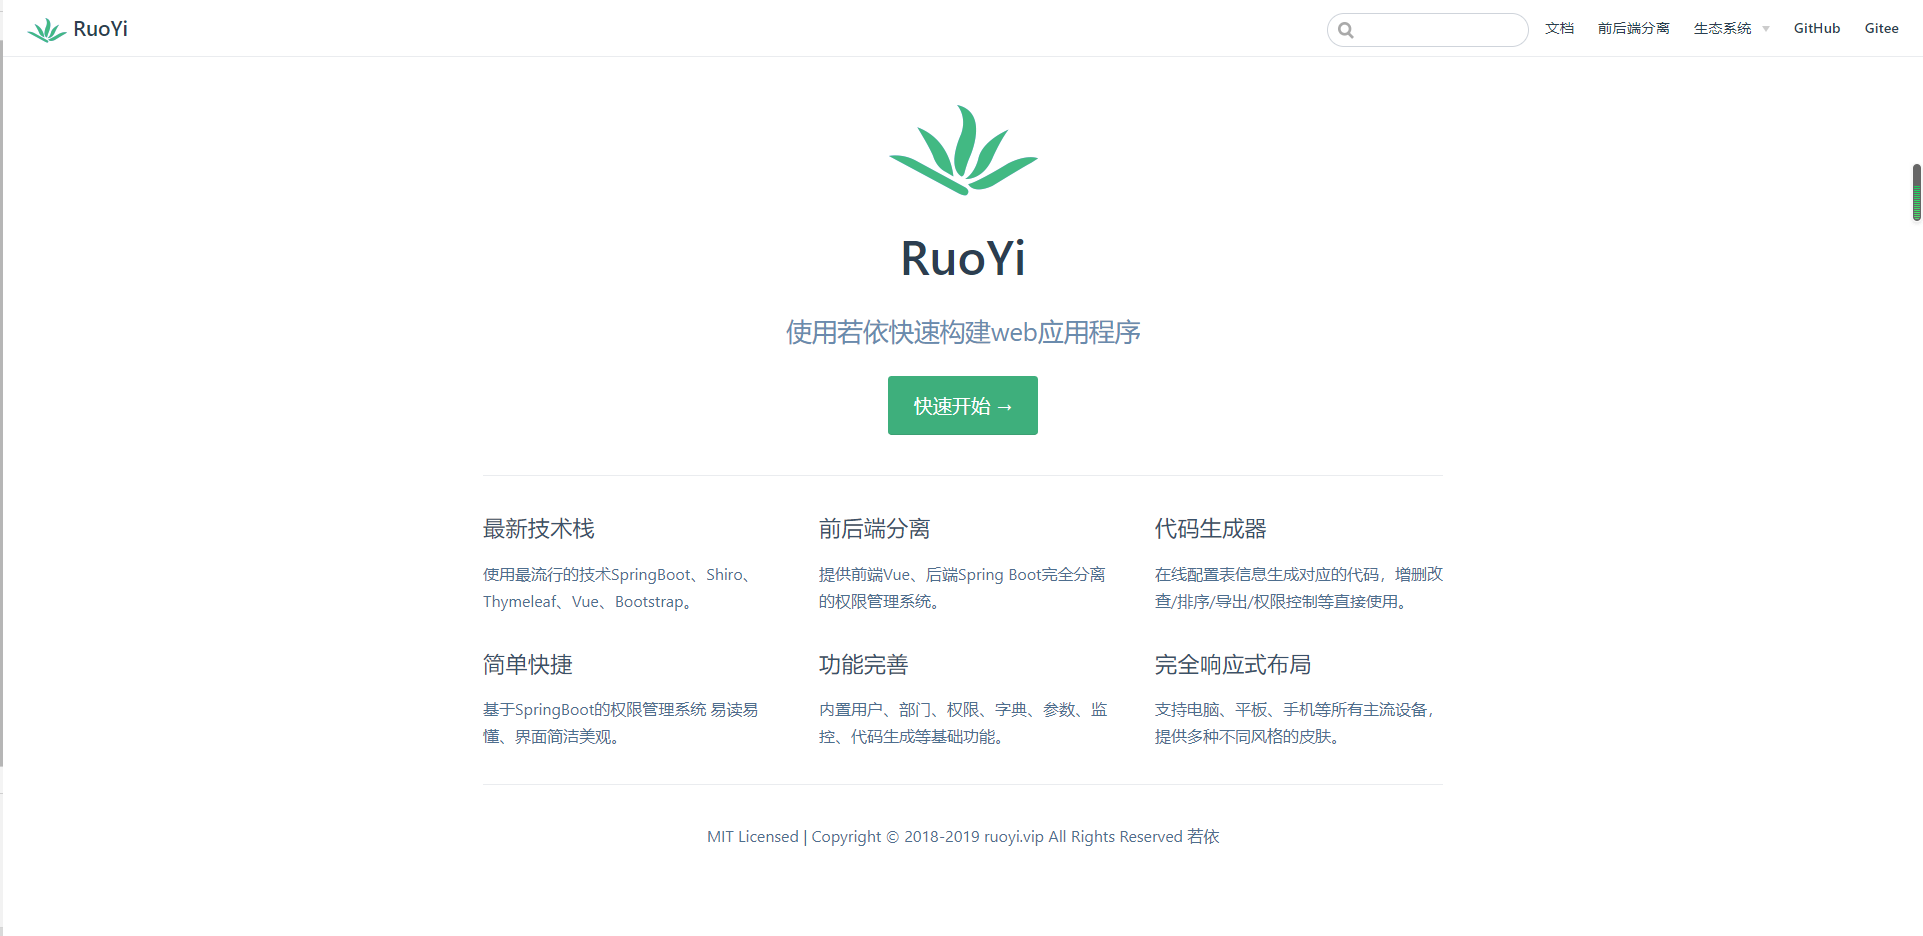 RuoYi
文档 前后端分离 生态系统 GitHub Gitee
RuoYi
使用若依快速构建web应用程序
快速开始 →
最新技术栈
使用最流行的技术SpringBoot、Shiro、
Thymeleaf、Vue、Bootstrap。
前后端分离
提供前端Vue、后端Spring Boot完全分离
的权限管理系统。
代码生成器
在线配置表信息生成对应的代码，增删改
查/排序/导出/权限控制等直接使用。
简单快捷
基于SpringBoot的权限管理系统 易读易
懂、界面简洁美观。
功能完善
内置用户、部门、权限、字典、参数、监
控、代码生成等基础功能。
完全响应式布局
支持电脑、平板、手机等所有主流设备，
提供多种不同风格的皮肤。
MIT Licensed | Copyright © 2018-2019 ruoyi.vip All Rights Reserved 若依